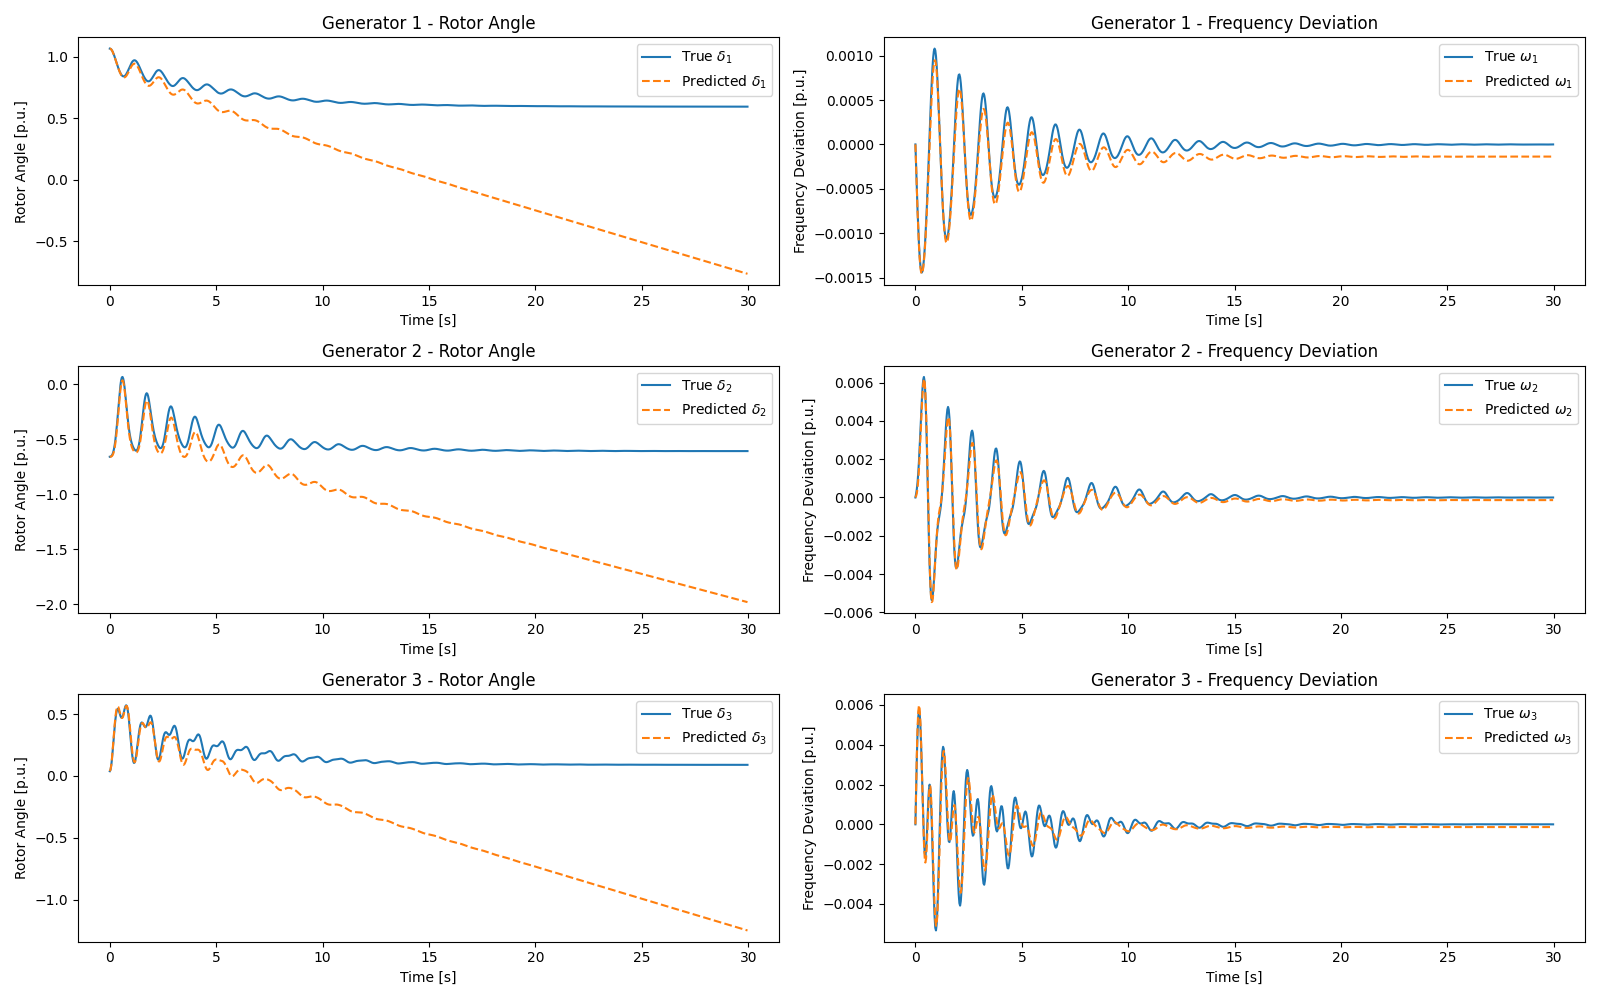 Generator 1 - Rotor Angle
Rotor Angle [p.u.]
1.0
0.5
0.0
−0.5
True δ1
Predicted δ1
0 5 10 15 20 25 30
Time [s]
Generator 1 - Frequency Deviation
Frequency Deviation [p.u.]
0.0010
0.0005
0.0000
−0.0005
−0.0010
−0.0015
True ω1
Predicted ω1
0 5 10 15 20 25 30
Time [s]
Generator 2 - Rotor Angle
Rotor Angle [p.u.]
0.0
−0.5
−1.0
−1.5
−2.0
True δ2
Predicted δ2
0 5 10 15 20 25 30
Time [s]
Generator 2 - Frequency Deviation
Frequency Deviation [p.u.]
0.006
0.004
0.002
0.000
−0.002
−0.004
−0.006
True ω2
Predicted ω2
0 5 10 15 20 25 30
Time [s]
Generator 3 - Rotor Angle
Rotor Angle [p.u.]
0.5
0.0
−0.5
−1.0
True δ3
Predicted δ3
0 5 10 15 20 25 30
Time [s]
Generator 3 - Frequency Deviation
Frequency Deviation [p.u.]
0.006
0.004
0.002
0.000
−0.002
−0.004
True ω3
Predicted ω3
0 5 10 15 20 25 30
Time [s]